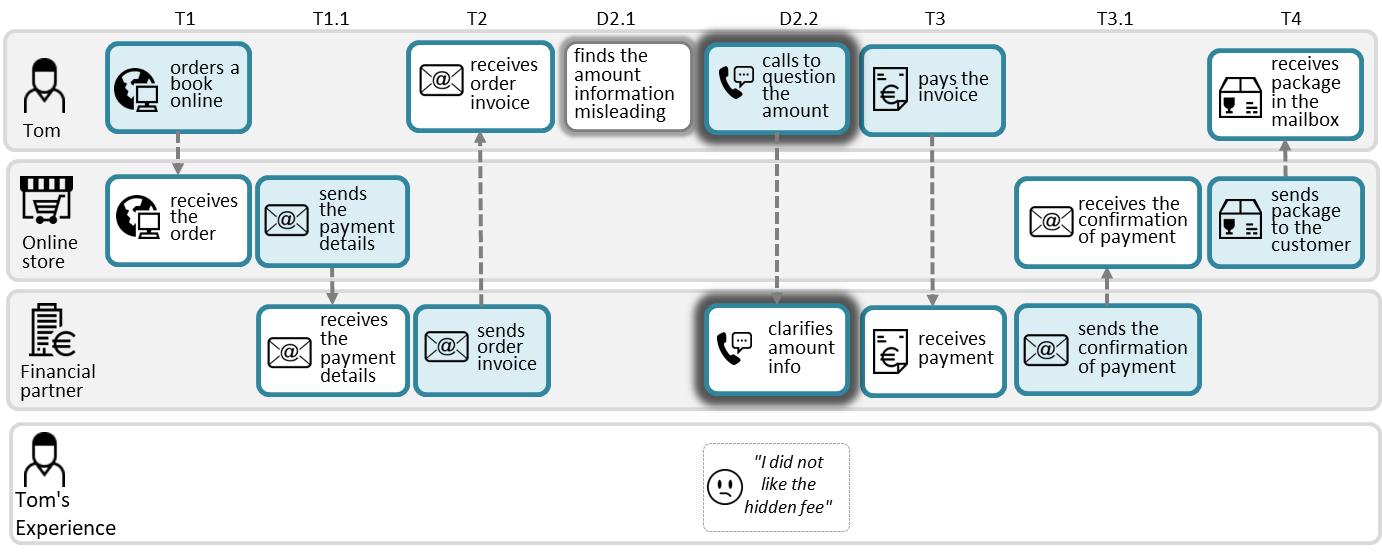 T1 T1.1 T2 D2.1 D2.2 T3 T3.1 T4
Tom
orders a
book
online
receives
order
invoice
finds the
amount
information
misleading
calls to
question
the
amount
pays the
invoice
€
receives
package
in the
mailbox
Online
store
receives
the
order
@
sends
the
payment
details
@
receives the
confirmation
of payment
sends
package
to the
customer
€
Financial
partner
@
receives
the
payment
details
@
sends
order
invoice
clarifies
amount
info
€
receives
payment
@
sends the
confirmation
of payment
@
Tom's
Experience
"I did not
like the
hidden fee"